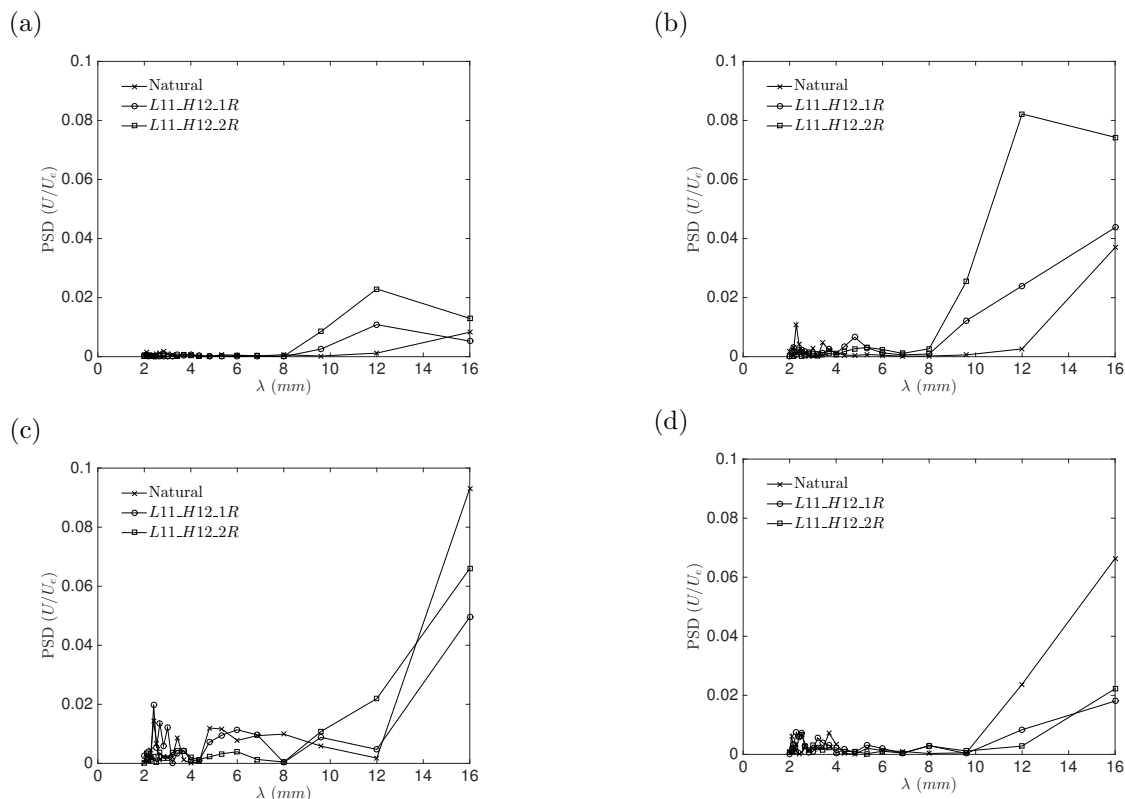 (a)
PSD (U/U_e)
0.1
0.08
0.06
0.04
0.02
0
Natural
L11_H12_1R
L11_H12_2R
0 2 4 6 8 10 12 14 16
λ (mm)
(b)
PSD (U/U_e)
0.1
0.08
0.06
0.04
0.02
0
Natural
L11_H12_1R
L11_H12_2R
0 2 4 6 8 10 12 14 16
λ (mm)
(c)
PSD (U/U_e)
0.1
0.08
0.06
0.04
0.02
0
Natural
L11_H12_1R
L11_H12_2R
0 2 4 6 8 10 12 14 16
λ (mm)
(d)
PSD (U/U_e)
0.1
0.08
0.06
0.04
0.02
0
Natural
L11_H12_1R
L11_H12_2R
0 2 4 6 8 10 12 14 16
λ (mm)